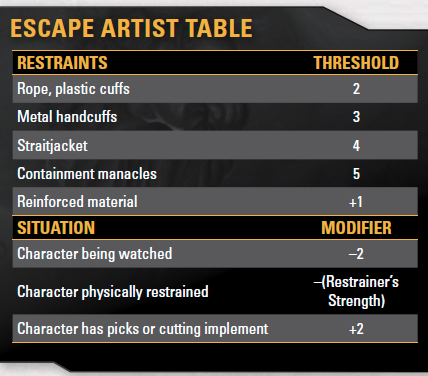 ESCAPE ARTIST TABLE
RESTRAINTS THRESHOLD
Rope, plastic cuffs 2
Metal handcuffs 3
Straitjacket 4
Containment manacles 5
Reinforced material +1
SITUATION MODIFIER
Character being watched –2
Character physically restrained –(Restrainer's
Strength)
Character has picks or cutting implement +2